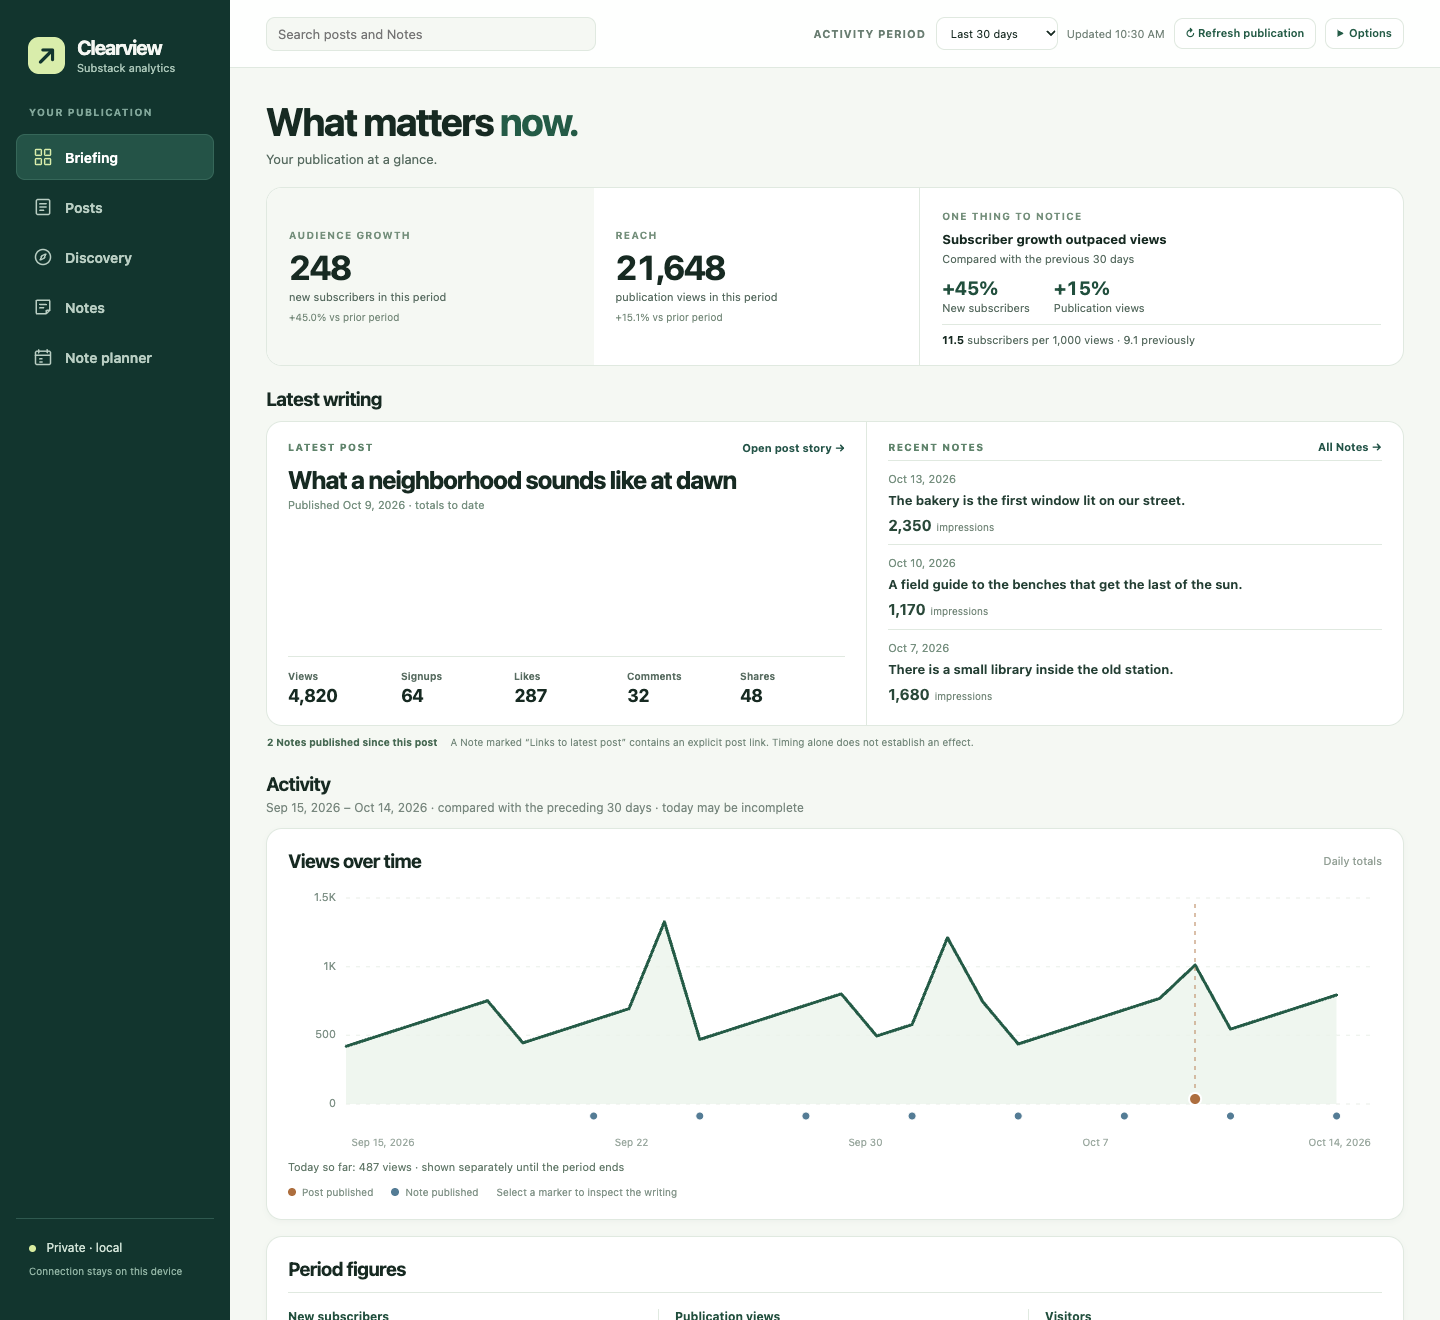 Clearview
Substack analytics
YOUR PUBLICATION
Briefing
Posts
Discovery
Notes
Note planner
Private · local
Connection stays on this device
Search posts and Notes
ACTIVITY PERIOD
Last 30 days
Updated 10:30 AM
↻ Refresh publication
▸ Options
What matters now.
Your publication at a glance.
AUDIENCE GROWTH
248
new subscribers in this period
+45.0% vs prior period
REACH
21,648
publication views in this period
+15.1% vs prior period
ONE THING TO NOTICE
Subscriber growth outpaced views
Compared with the previous 30 days
+45%
New subscribers
+15%
Publication views
11.5 subscribers per 1,000 views · 9.1 previously
Latest writing
LATEST POST
Open post story →
What a neighborhood sounds like at dawn
Published Oct 9, 2026 · totals to date
Views
4,820
Signups
64
Likes
287
Comments
32
Shares
48
RECENT NOTES
All Notes →
Oct 13, 2026
The bakery is the first window lit on our street.
2,350 impressions
Oct 10, 2026
A field guide to the benches that get the last of the sun.
1,170 impressions
Oct 7, 2026
There is a small library inside the old station.
1,680 impressions
2 Notes published since this post
A Note marked “Links to latest post” contains an explicit post link. Timing alone does not establish an effect.
Activity
Sep 15, 2026 – Oct 14, 2026 · compared with the preceding 30 days · today may be incomplete
Views over time
Daily totals
1.5K
1K
500
0
Sep 15, 2026
Sep 22
Sep 30
Oct 7
Oct 14, 2026
Today so far: 487 views · shown separately until the period ends
Post published
Note published
Select a marker to inspect the writing
Period figures
New subscribers
Publication views
Visitors